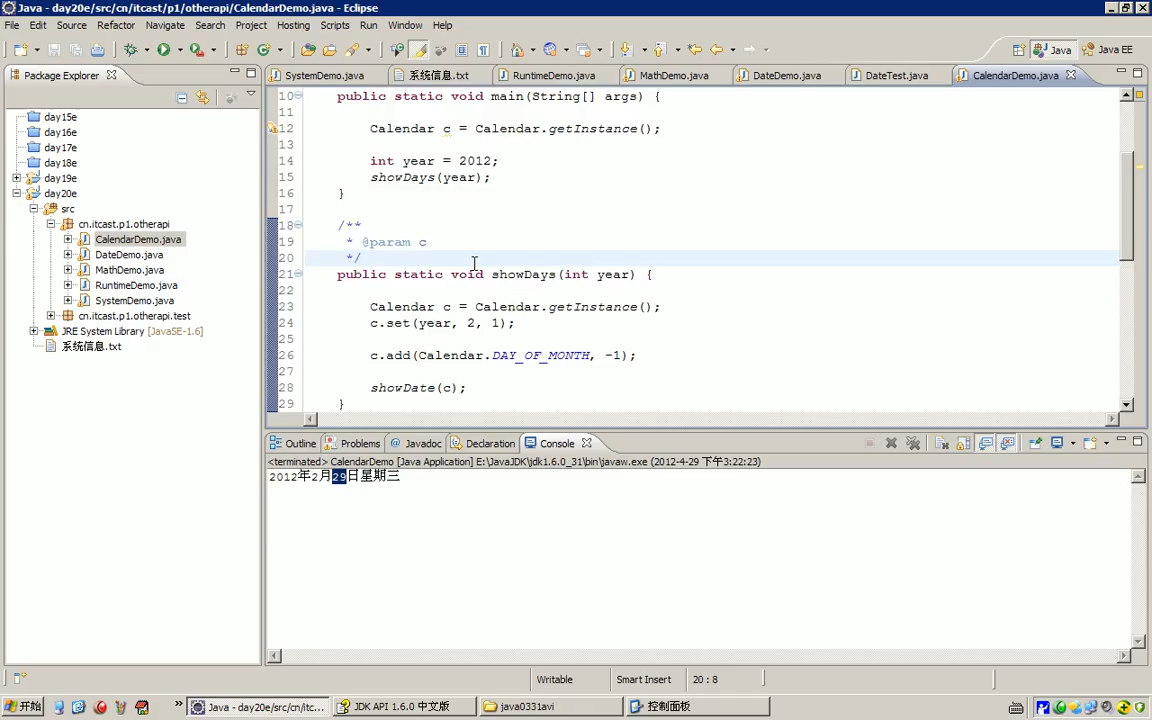 Java - day20e/src/cn/itcast/p1/otherapi/CalendarDemo.java - Eclipse
File Edit Source Refactor Navigate Search Project Hosting Scripts Run Window Help
Java Java EE
Package Explorer
SystemDemo.java 系统信息.txt RuntimeDemo.java MathDemo.java DateDemo.java DateTest.java CalendarDemo.java
day15e
day16e
day17e
day18e
day19e
day20e
src
cn.itcast.p1.otherapi
CalendarDemo.java
DateDemo.java
MathDemo.java
RuntimeDemo.java
SystemDemo.java
cn.itcast.p1.otherapi.test
JRE System Library [JavaSE-1.6]
系统信息.txt
10 public static void main(String[] args) {
11
12 Calendar c = Calendar.getInstance();
13
14 int year = 2012;
15 showDays(year);
16 }
17
18 /**
19 * @param c
20 */
21 public static void showDays(int year) {
22
23 Calendar c = Calendar.getInstance();
24 c.set(year, 2, 1);
25
26 c.add(Calendar.DAY_OF_MONTH, -1);
27
28 showDate(c);
29 }
Outline Problems Javadoc Declaration Console
<terminated> CalendarDemo [Java Application] E:\JavaJDK\jdk1.6.0_31\bin\javaw.exe (2012-4-29 下午3:22:23)
2012年2月29日星期三
Writable Smart Insert 20 : 8
开始 » Java - day20e/src/cn/itc... JDK API 1.6.0 中文版 java0331avi 控制面板